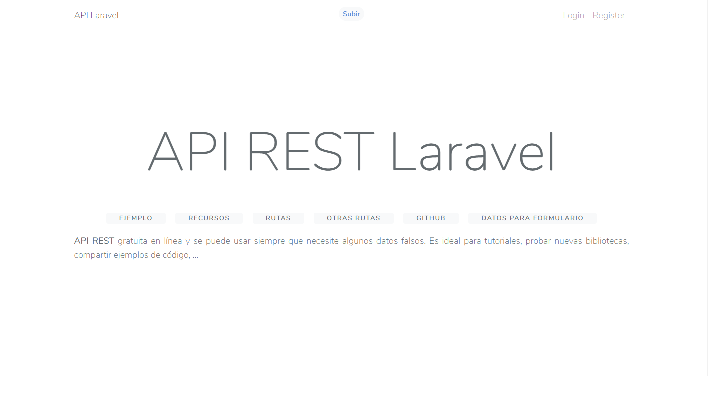 API Laravel
Subir
Login Register
API REST Laravel
EJEMPLO RECURSOS RUTAS OTRAS RUTAS GITHUB DATOS PARA FORMULARIO
API REST gratuita en línea y se puede usar siempre que necesite algunos datos falsos. Es ideal para tutoriales, probar nuevas bibliotecas,
compartir ejemplos de código, ...